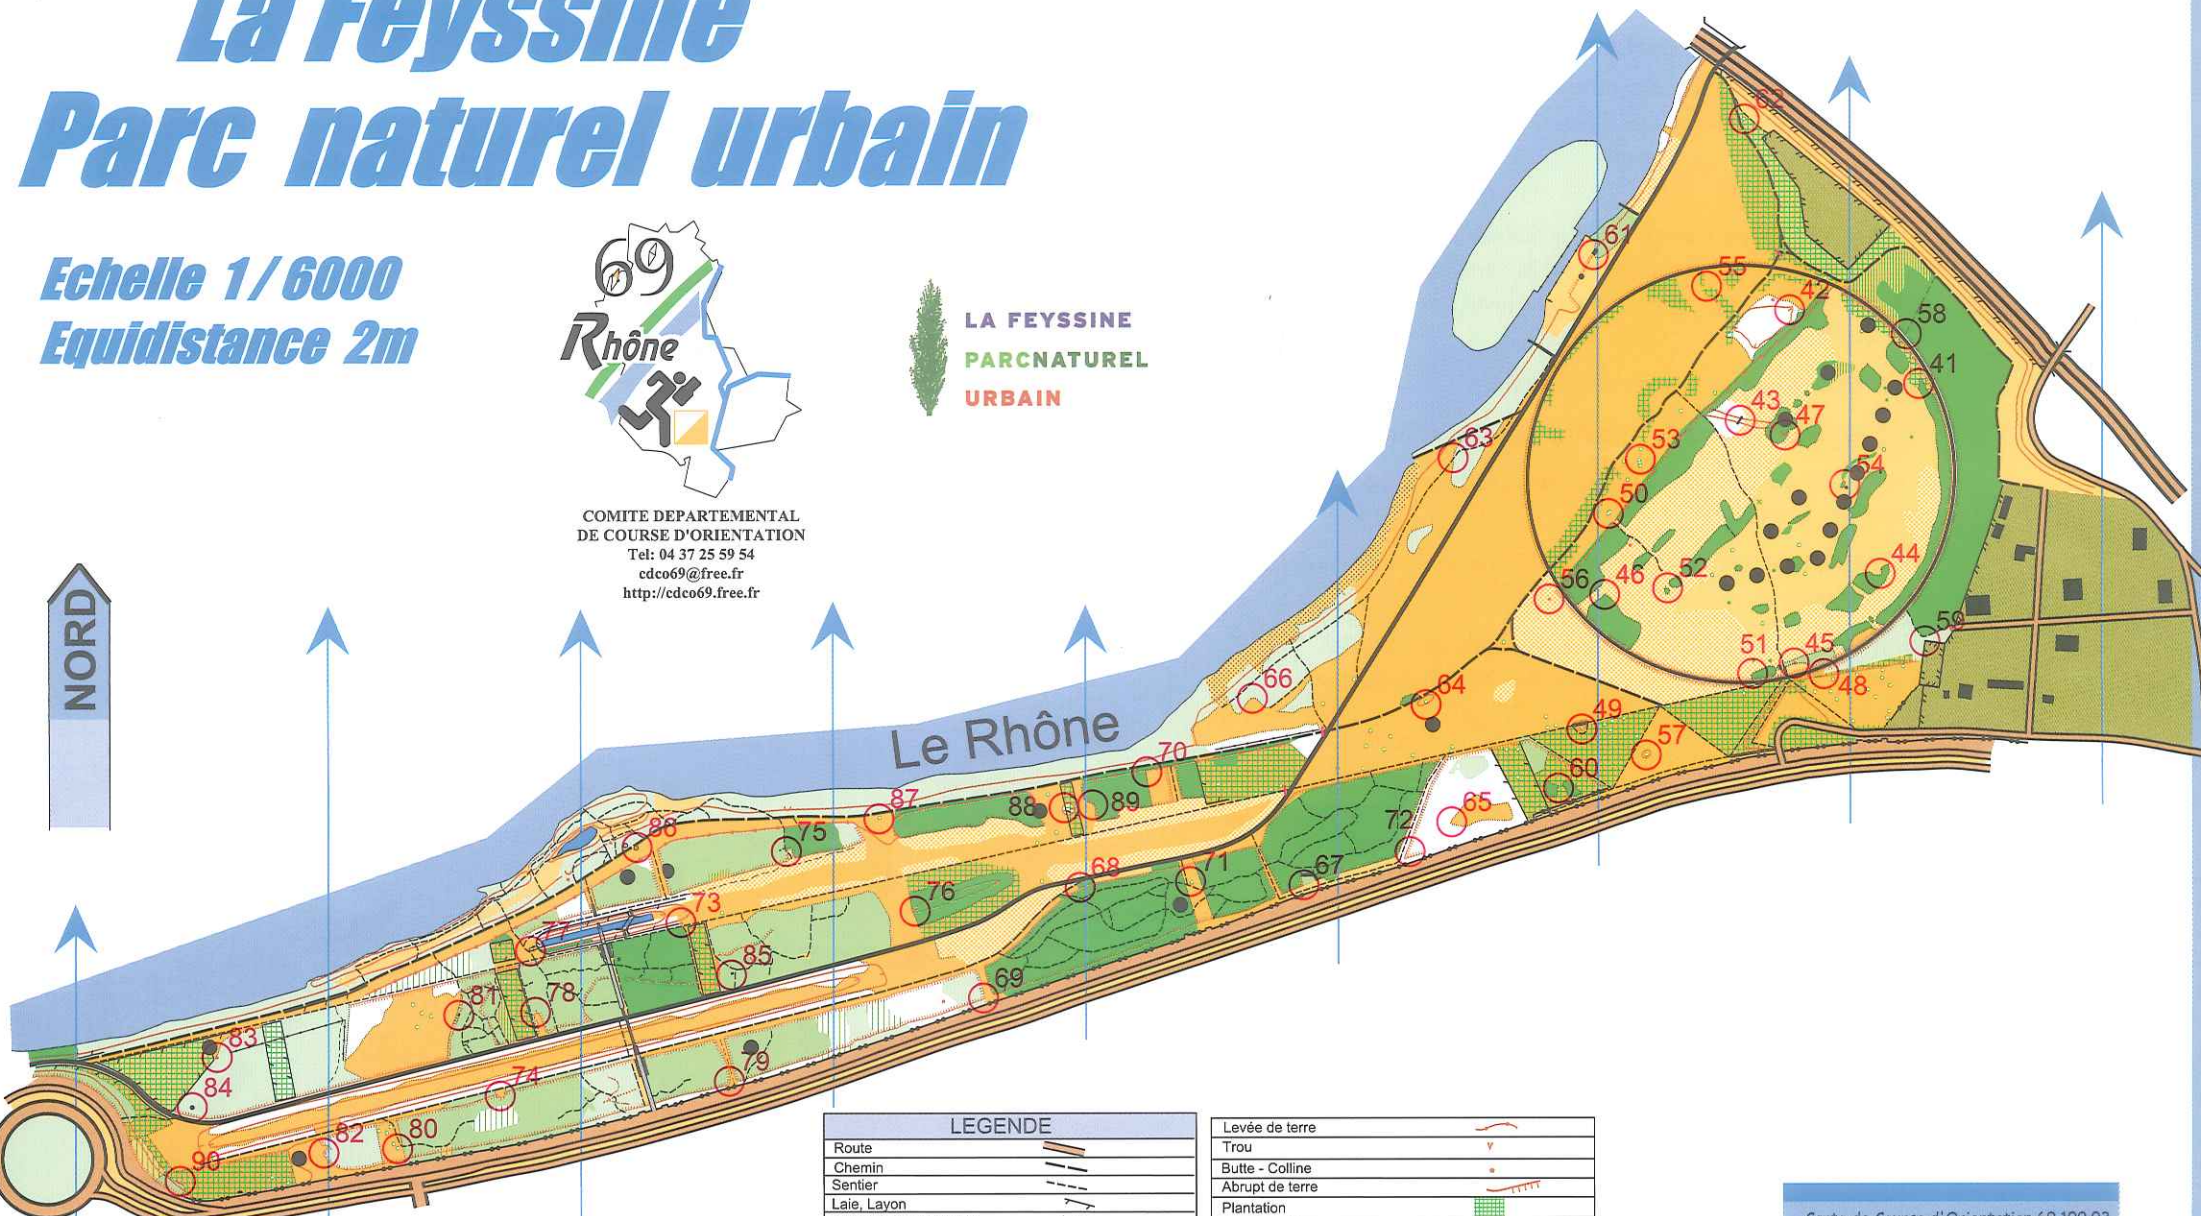 La Feyssine
Parc naturel urbain
Echelle 1/6000
Equidistance 2m
69
Rhône
COMITE DEPARTEMENTAL
DE COURSE D'ORIENTATION
Tel: 04 37 25 59 54
cdco69@free.fr
http://cdco69.free.fr
LA FEYSSINE
PARCNATUREL
URBAIN
NORD
Le Rhône
62
61
55
42
58
41
43
47
63
53
54
50
44
56
46
52
59
51
45
48
66
64
49
57
70
60
87
88
89
65
72
86
75
71
67
68
76
73
77
85
69
81
78
83
79
84
74
82
80
90
LEGENDE
Route
Chemin
Sentier
Laie, Layon
Levée de terre
Trou
Butte - Colline
Abrupt de terre
Plantation